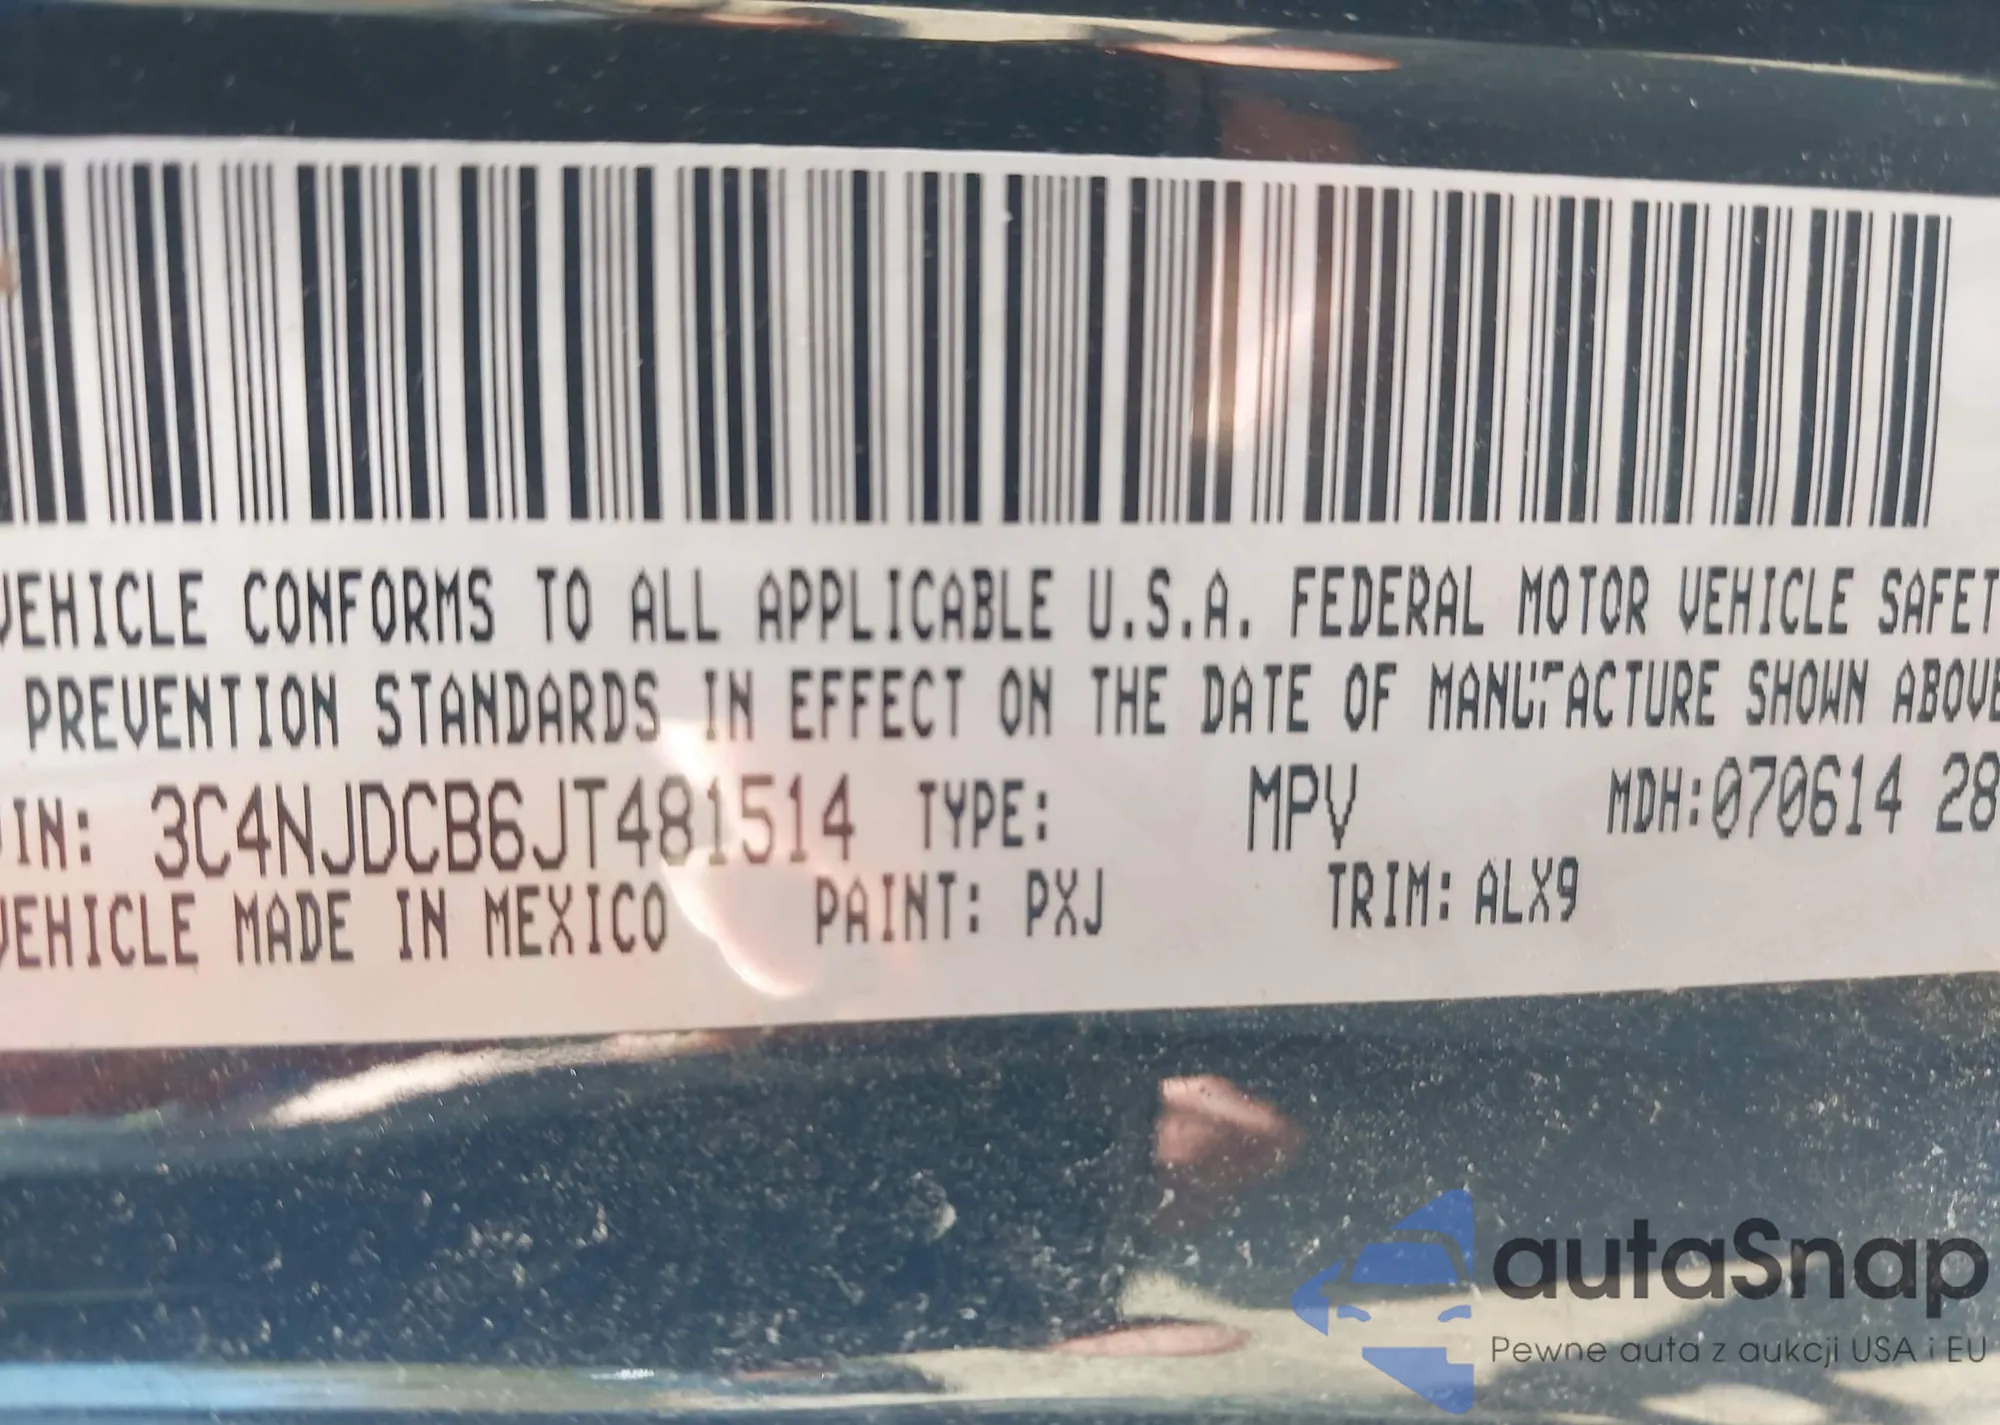 VEHICLE CONFORMS TO ALL APPLICABLE U.S.A. FEDERAL MOTOR VEHICLE SAFET
PREVENTION STANDARDS IN EFFECT ON THE DATE OF MANUFACTURE SHOWN ABOVE
IN: 3C4NJDCB6JT481514 TYPE: MPV MDH:070614 28
VEHICLE MADE IN MEXICO PAINT: PXJ TRIM: ALX9
autaSnap
Pewne auta z aukcji USA i EU